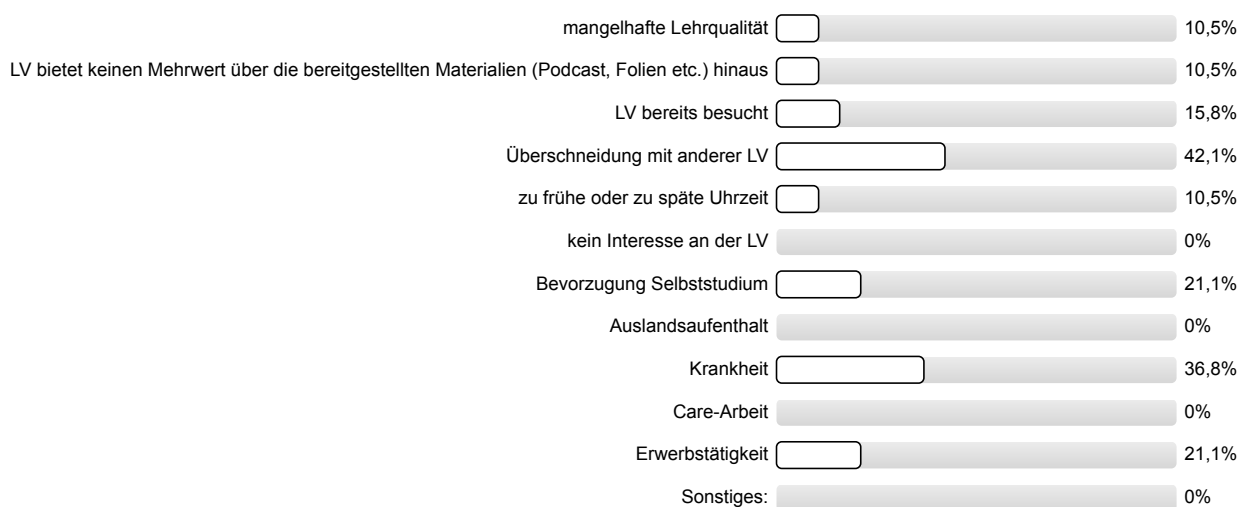 mangelhafte Lehrqualität 10,5%
LV bietet keinen Mehrwert über die bereitgestellten Materialien (Podcast, Folien etc.) hinaus 10,5%
LV bereits besucht 15,8%
Überschneidung mit anderer LV 42,1%
zu frühe oder zu späte Uhrzeit 10,5%
kein Interesse an der LV 0%
Bevorzugung Selbststudium 21,1%
Auslandsaufenthalt 0%
Krankheit 36,8%
Care-Arbeit 0%
Erwerbstätigkeit 21,1%
Sonstiges: 0%